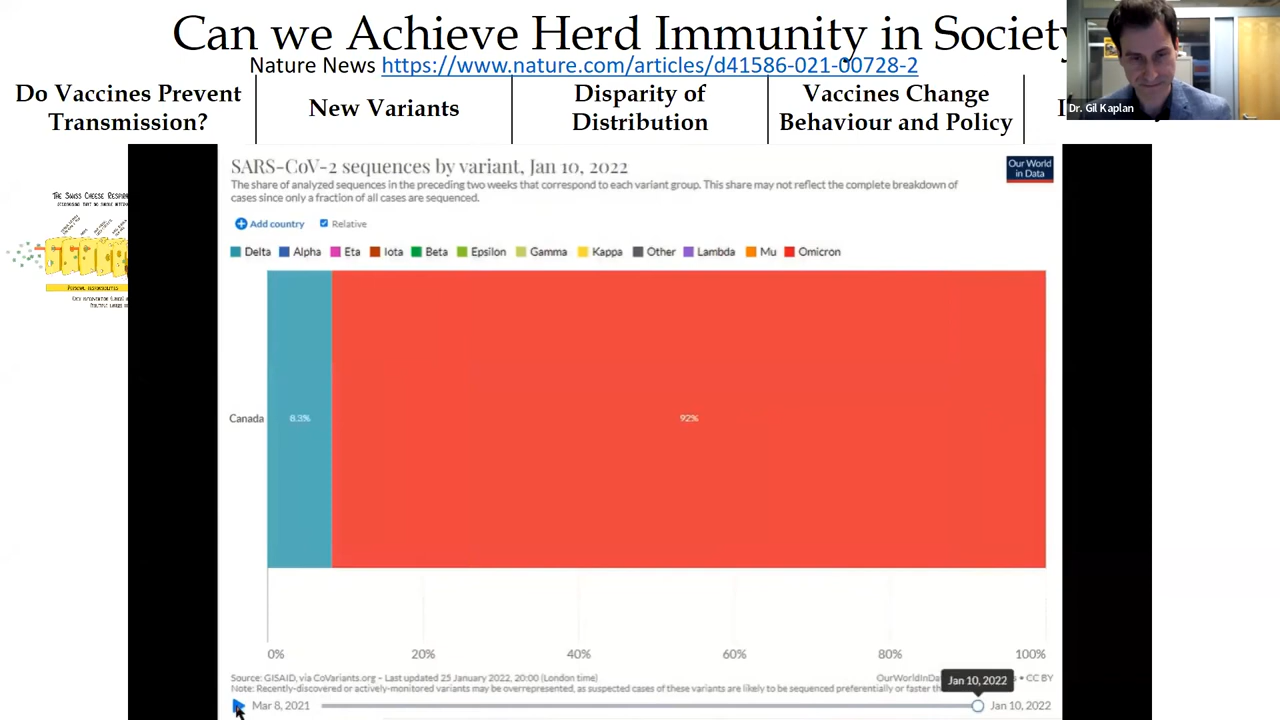 Can we Achieve Herd Immunity in Society
Nature News https://www.nature.com/articles/d41586-021-00728-2
Dr. Gil Kaplan
Do Vaccines Prevent
Transmission?
New Variants
Disparity of
Distribution
Vaccines Change
Behaviour and Policy
SARS-CoV-2 sequences by variant, Jan 10, 2022
The share of analyzed sequences in the preceding two weeks that correspond to each variant group. This share may not reflect the complete breakdown of
cases since only a fraction of all cases are sequenced.
Our World
in Data
Add country
Relative
Delta Alpha Eta Iota Beta Epsilon Gamma Kappa Other Lambda Mu Omicron
THE SWISS CHEESE
Canada
8.3%
92%
0% 20% 40% 60% 80% 100%
Source: GISAID, via CoVariants.org – Last updated 25 January 2022, 20:00 (London time)
OurWorldIn
• CC BY
Note: Recently-discovered or actively-monitored variants may be overrepresented, as suspected cases of these variants are likely to be sequenced preferentially or faster
Jan 10, 2022
Mar 8, 2021
Jan 10, 2022